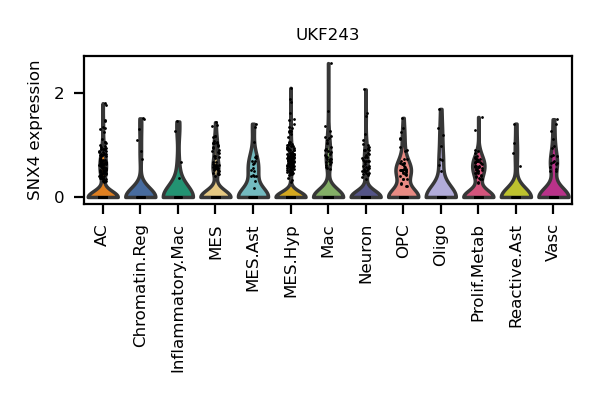 UKF243
SNX4 expression
2
0
AC
Chromatin.Reg
Inflammatory.Mac
MES
MES.Ast
MES.Hyp
Mac
Neuron
OPC
Oligo
Prolif.Metab
Reactive.Ast
Vasc